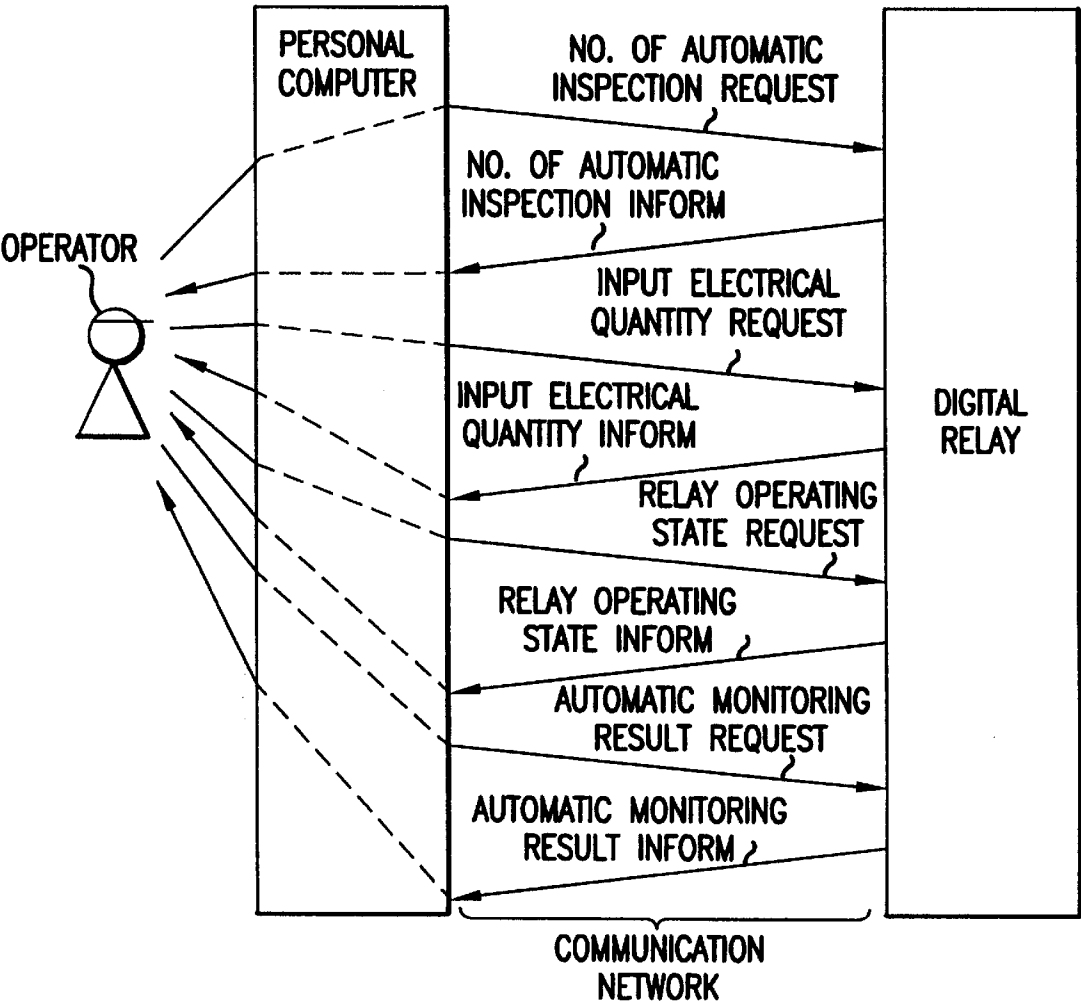 PERSONAL
COMPUTER
NO. OF AUTOMATIC
INSPECTION REQUEST
NO. OF AUTOMATIC
INSPECTION INFORM
OPERATOR
INPUT ELECTRICAL
QUANTITY REQUEST
INPUT ELECTRICAL
QUANTITY INFORM
DIGITAL
RELAY
RELAY OPERATING
STATE REQUEST
RELAY OPERATING
STATE INFORM
AUTOMATIC MONITORING
RESULT REQUEST
AUTOMATIC MONITORING
RESULT INFORM
COMMUNICATION
NETWORK